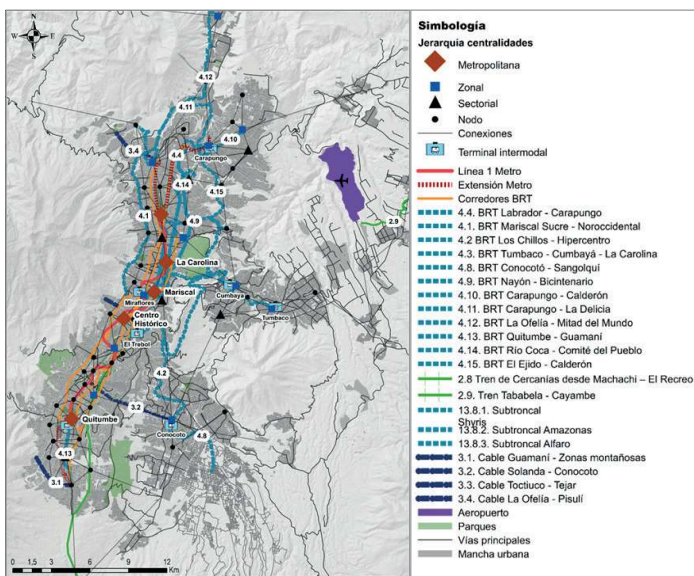 N
W E
S
4.12
4.11
4.10
3.4
4.4
Carapungo
4.14
4.15
4.1
4.9
2.9
La Carolina
Mariscal
Miraflores
Cumbaya
Tumbaco
Centro
Histórico
El Trebol
4.2
3.2
Quitumbe
Conocoto
4.8
4.13
3.1
0 1,5 3 6 9 12
Km
Simbología
Jerarquía centralidades
Metropolitana
Zonal
Sectorial
Nodo
Conexiones
Terminal intermodal
Línea 1 Metro
Extensión Metro
Corredores BRT
4.4. BRT Labrador - Carapungo
4.1. BRT Mariscal Sucre - Noroccidental
4.2 BRT Los Chillos - Hipercentro
4.3. BRT Tumbaco - Cumbayá - La Carolina
4.8. BRT Conocotó - Sangolquí
4.9. BRT Nayón - Bicentenario
4.10. BRT Carapungo - Calderón
4.11. BRT Carapungo - La Delicia
4.12. BRT La Ofelía - Mitad del Mundo
4.13. BRT Quitumbe - Guamaní
4.14. BRT Río Coca - Comité del Pueblo
4.15. BRT El Ejido - Calderón
2.8 Tren de Cercanías desde Machachi – El Recreo
2.9. Tren Tababela - Cayambe
13.8.1. Subtroncal
Shyris
13.8.2. Subtroncal Amazonas
13.8.3. Subtroncal Alfaro
3.1. Cable Guamaní - Zonas montañosas
3.2. Cable Solanda - Conocoto
3.3. Cable Toctiuco - Tejar
3.4. Cable La Ofelía - Pisulí
Aeropuerto
Parques
Vías principales
Mancha urbana